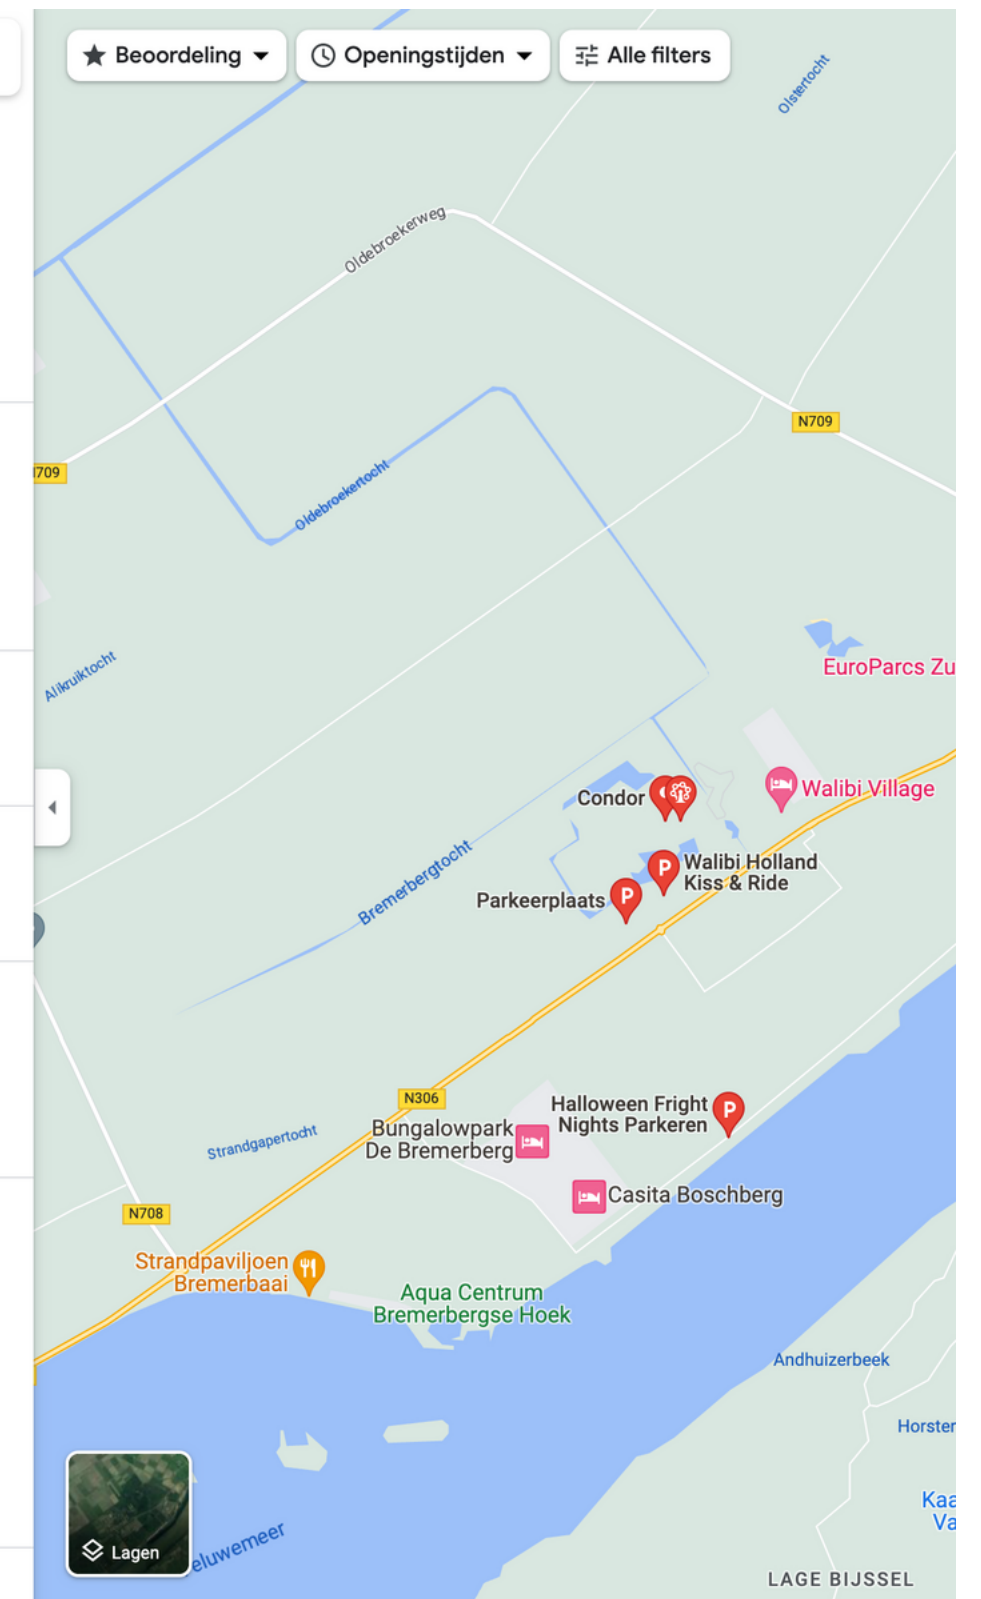 Beoordeling
Openingstijden
Alle filters
Olstertocht
Oldebroekerweg
N709
Oldebroekertocht
Alikruiktocht
EuroParcs Zu
Condor
Walibi Village
Bremerbergtocht
Walibi Holland
Kiss & Ride
Parkeerplaats
P
P
N306
Halloween Fright
Nights Parkeren
P
Bungalowpark
De Bremerberg
Strandgapertocht
Casita Boschberg
N708
Strandpaviljoen
Bremerbaai
Aqua Centrum
Bremerbergse Hoek
Andhuizerbeek
Horster
Kaa
Va
Lagen
eluwemeer
LAGE BIJSSEL